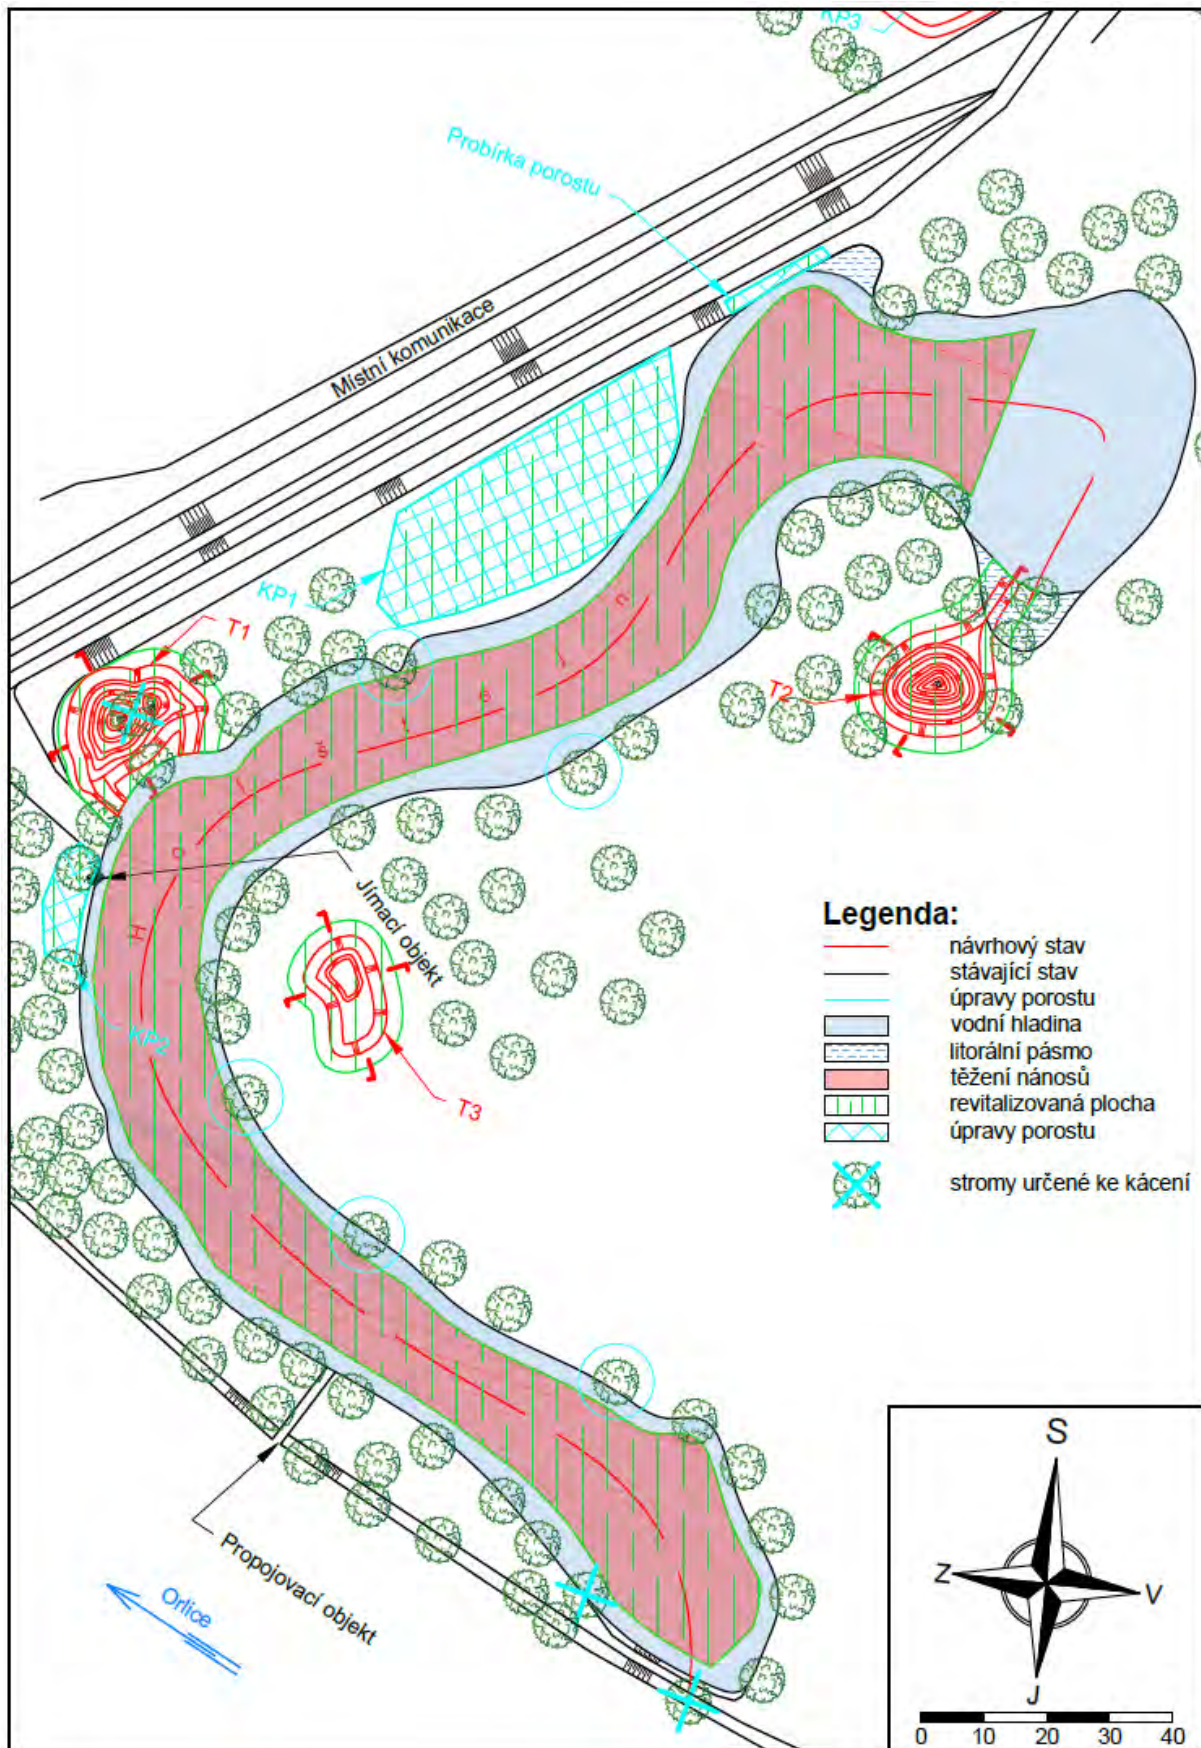 KP3
Probírka porostu
Místní komunikace
KP1
T1
T2
Jímací objekt
KP2
T3
Legenda:
návrhový stav
stávající stav
úpravy porostu
vodní hladina
litorální pásmo
těžení nánosů
revitalizovaná plocha
úpravy porostu
stromy určené ke kácení
Propojovací objekt
Orlice
S
Z
V
J
0 10 20 30 40